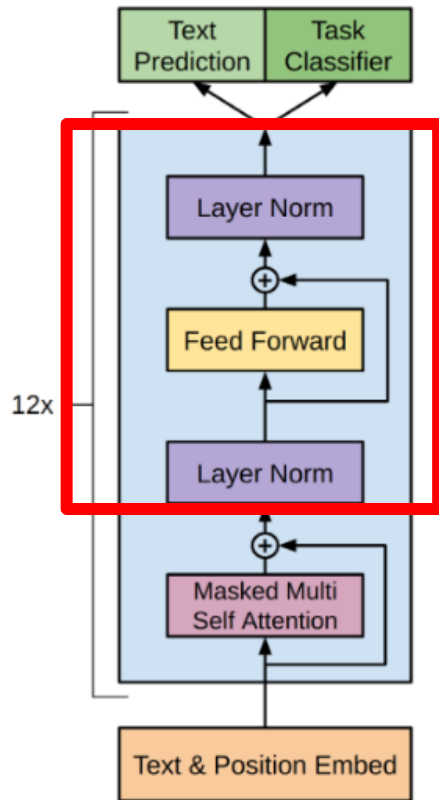 Text
Prediction
Task
Classifier
Layer Norm
Feed Forward
12x
Layer Norm
Masked Multi
Self Attention
Text & Position Embed